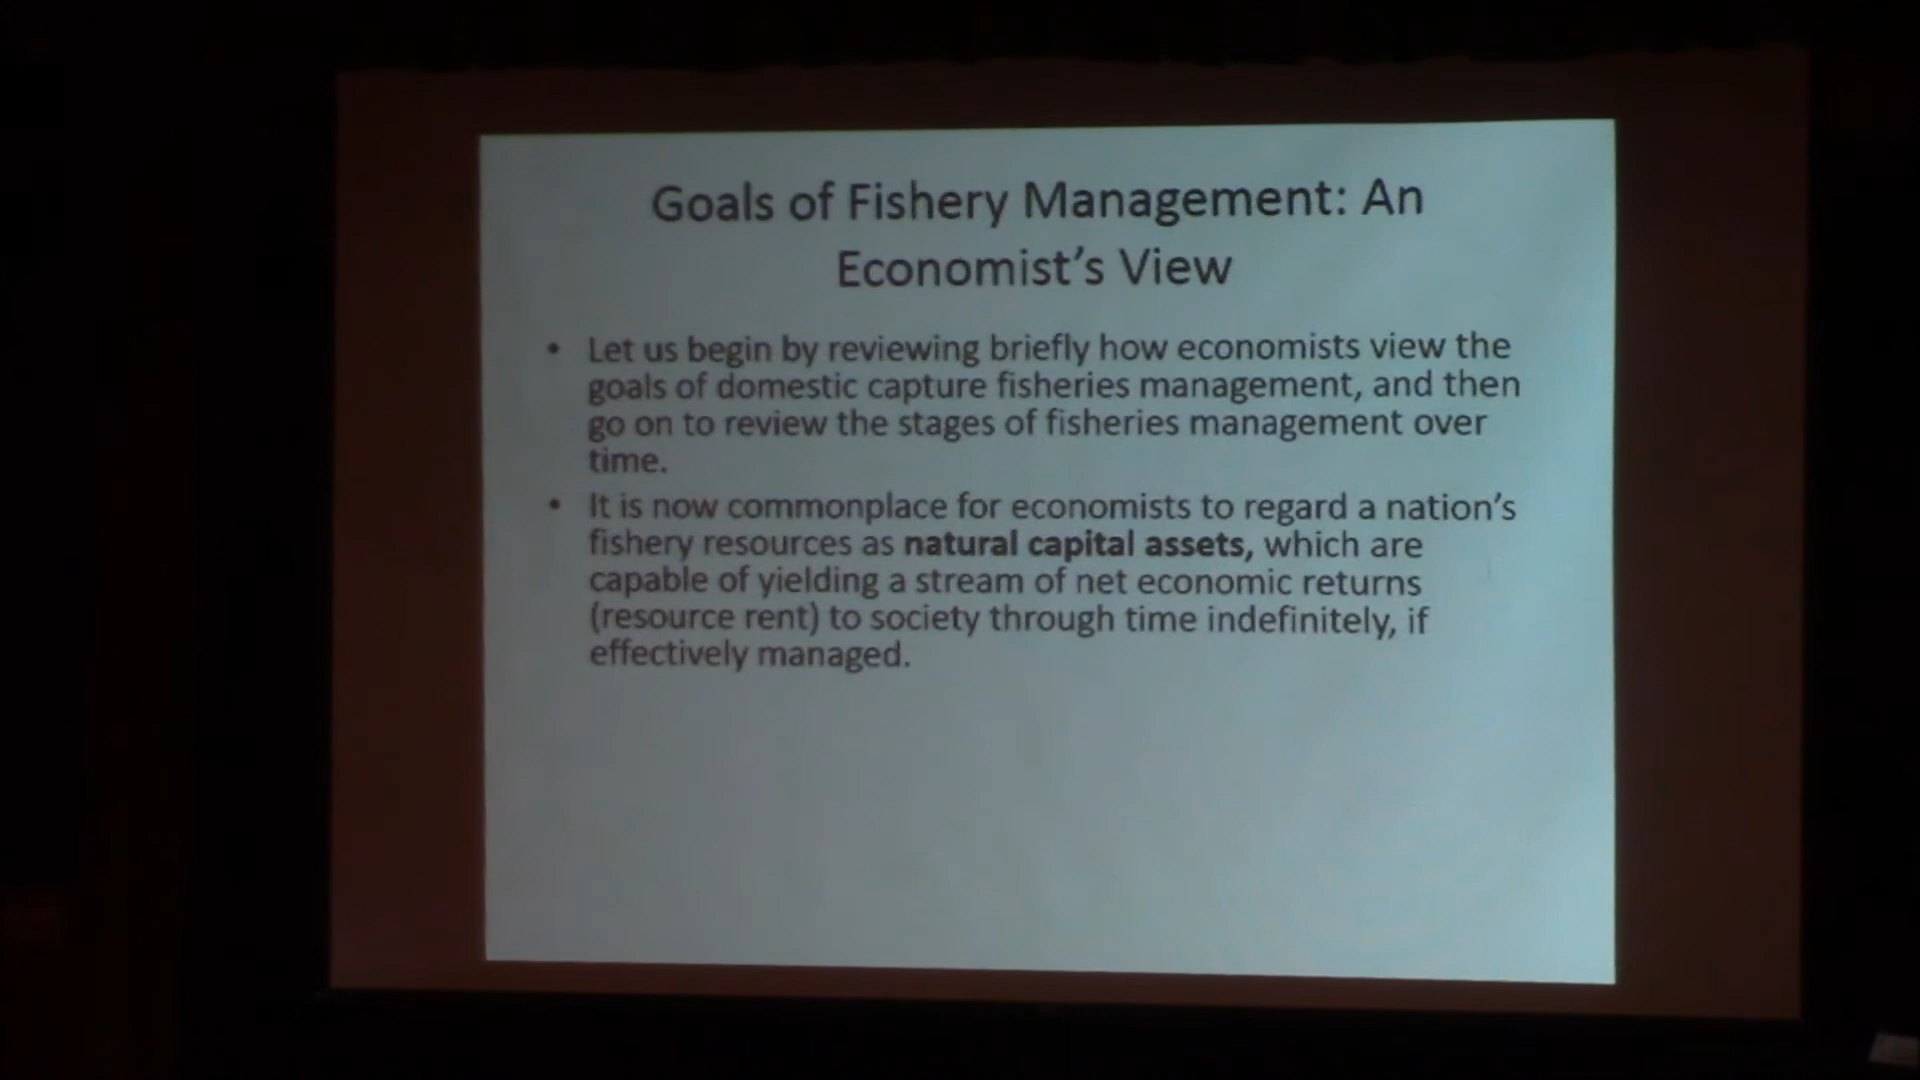 Goals of Fishery Management: An
Economist's View
• Let us begin by reviewing briefly how economists view the
goals of domestic capture fisheries management, and then
go on to review the stages of fisheries management over
time.
• It is now commonplace for economists to regard a nation's
fishery resources as natural capital assets, which are
capable of yielding a stream of net economic returns
(resource rent) to society through time indefinitely, if
effectively managed.